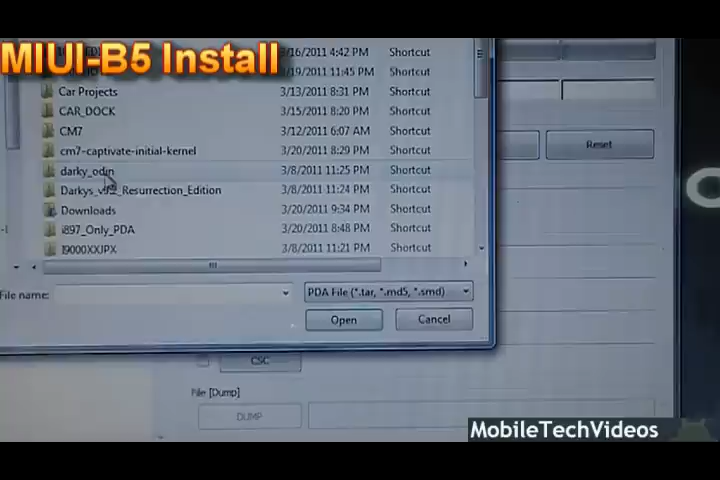 MIUI-B5 Install
3/16/2011 4:42 PM Shortcut
/19/2011 11:45 PM Shortcut
Car Projects 3/13/2011 8:31 PM Shortcut
CAR_DOCK 3/15/2011 8:20 PM Shortcut
CM7 3/12/2011 6:07 AM Shortcut
cm7-captivate-initial-kernel 3/20/2011 8:29 PM Shortcut
darky_odin 3/8/2011 11:25 PM Shortcut
Resurrection_Edition 3/8/2011 11:24 PM Shortcut
Downloads 3/20/2011 9:34 PM Shortcut
i897_Only_PDA 3/20/2011 8:48 PM Shortcut
I9000XXJPX 3/8/2011 11:21 PM Shortcut
Reset
File name: PDA File (*.tar, *.md5, *.smd)
Open Cancel
CSC
File [Dump]
DUMP
MobileTechVideos